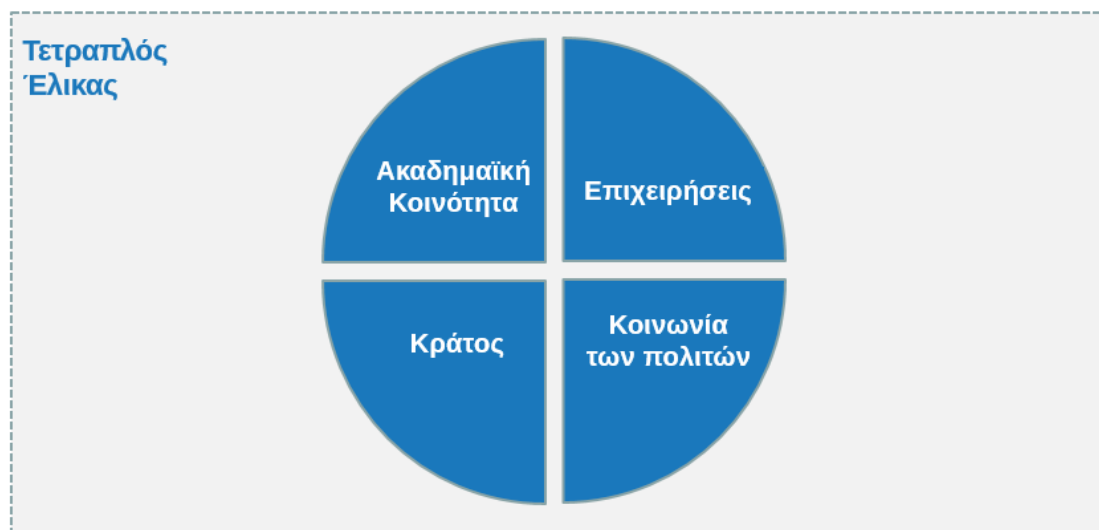 Τετραπλός
Έλικας
Ακαδημαϊκή
Κοινότητα
Επιχειρήσεις
Κράτος
Κοινωνία
των πολιτών